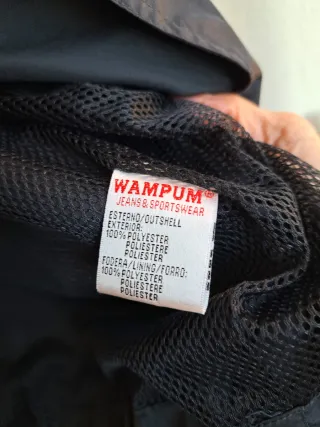 WAMPUM
JEANS & SPORTSWEAR
ESTERNO/OUTSHELL
EXTERIOR:
100% POLYESTER
POLIESTERE
POLIESTER
FODERA/LINING/FORRO:
100% POLYESTER
POLIESTERE
POLIESTER